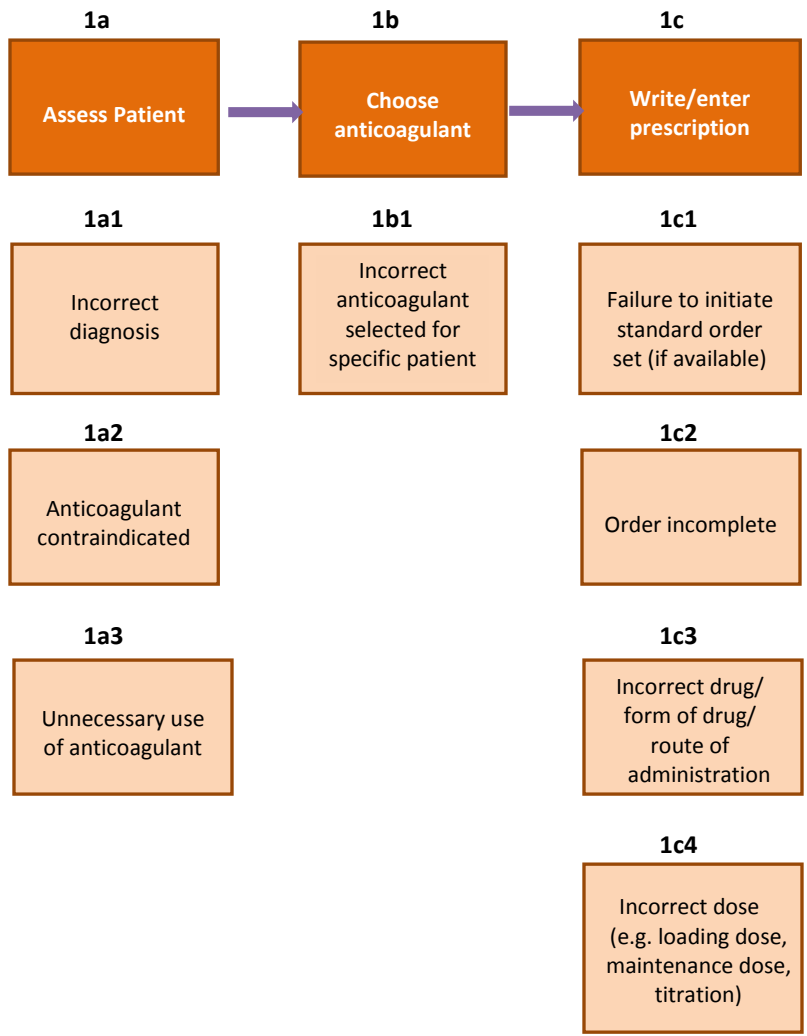 1a
1b
1c
Assess Patient
Choose
anticoagulant
Write/enter
prescription
1a1
1b1
1c1
Incorrect
diagnosis
Incorrect
anticoagulant
selected for
specific patient
Failure to initiate
standard order
set (if available)
1a2
1c2
Anticoagulant
contraindicated
Order incomplete
1a3
1c3
Unnecessary use
of anticoagulant
Incorrect drug/
form of drug/
route of
administration
1c4
Incorrect dose
(e.g. loading dose,
maintenance dose,
titration)